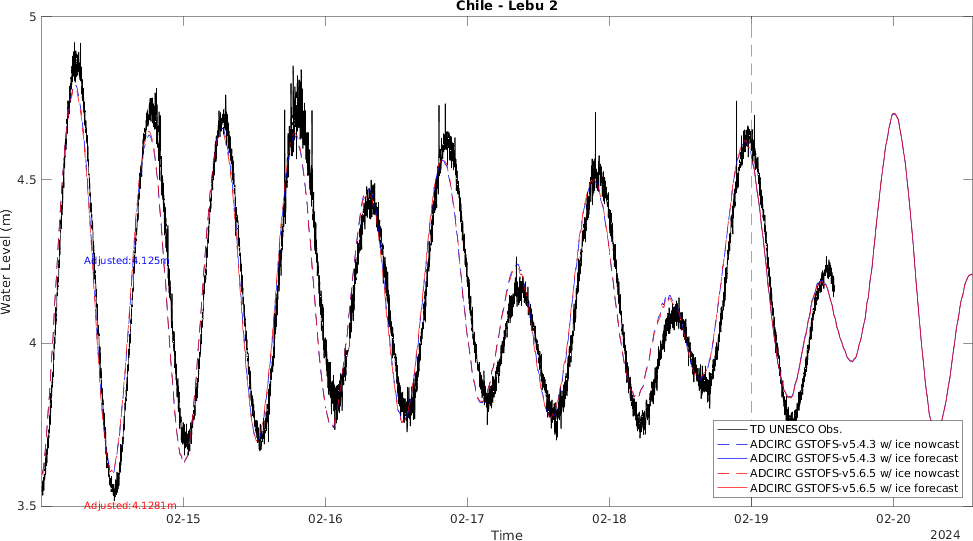 Chile - Lebu 2
5
4.5
4
3.5
Water Level (m)
Adjusted:4.125m
Adjusted:4.1281m
TD UNESCO Obs.
ADCIRC GSTOFS-v5.4.3 w/ ice nowcast
ADCIRC GSTOFS-v5.4.3 w/ ice forecast
ADCIRC GSTOFS-v5.6.5 w/ ice nowcast
ADCIRC GSTOFS-v5.6.5 w/ ice forecast
02-15
02-16
02-17
02-18
02-19
02-20
Time
2024